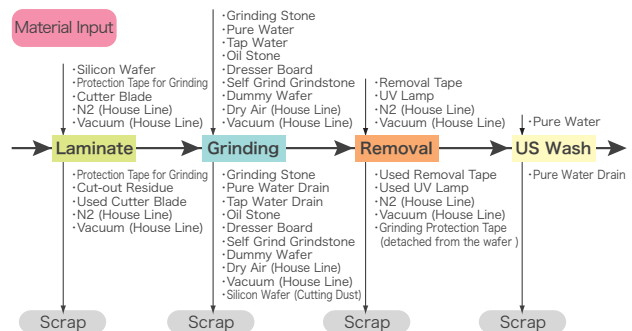 Material Input
·Silicon Wafer
·Protection Tape for Grinding
·Cutter Blade
·N2 (House Line)
·Vacuum (House Line)
·Grinding Stone
·Pure Water
·Tap Water
·Oil Stone
·Dresser Board
·Self Grind Grindstone
·Dummy Wafer
·Dry Air (House Line)
·Vacuum (House Line)
·Removal Tape
·UV Lamp
·N2 (House Line)
·Vacuum (House Line)
·Pure Water
Laminate
Grinding
Removal
US Wash
·Protection Tape for Grinding
·Cut-out Residue
·Used Cutter Blade
·N2 (House Line)
·Vacuum (House Line)
·Grinding Stone
·Pure Water Drain
·Tap Water Drain
·Oil Stone
·Dresser Board
·Self Grind Grindstone
·Dummy Wafer
·Dry Air (House Line)
·Vacuum (House Line)
·Silicon Wafer (Cutting Dust)
·Used Removal Tape
·Used UV Lamp
·N2 (House Line)
·Vacuum (House Line)
·Grinding Protection Tape
(detached from the wafer )
·Pure Water Drain
Scrap
Scrap
Scrap
Scrap